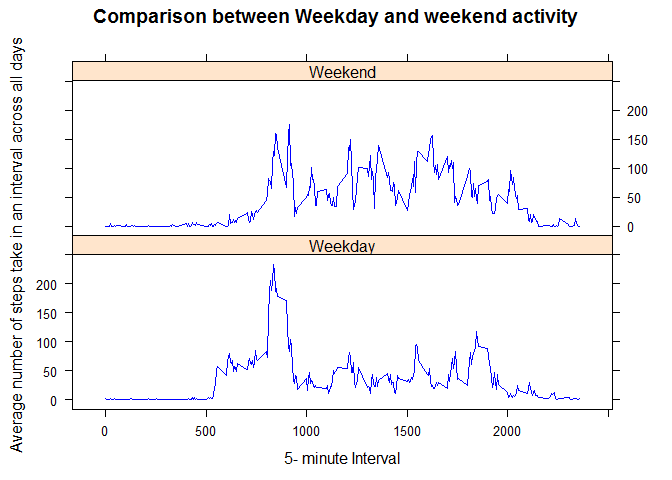 Comparison between Weekday and weekend activity
Average number of steps take in an interval across all days
Weekend
200
150
100
50
0
Weekday
200
150
100
50
0
0 500 1000 1500 2000
5- minute Interval